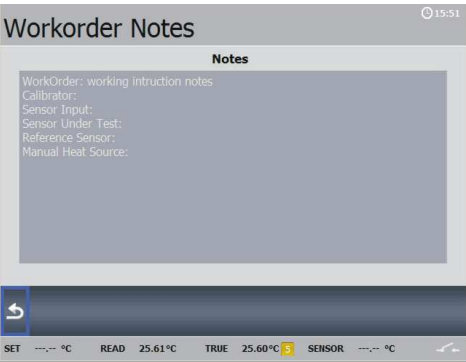 Workorder Notes
15:51
Notes
WorkOrder: working intruction notes
Calibrator:
Sensor Input:
Sensor Under Test:
Reference Sensor:
Manual Heat Source:
SET ---.-- °C READ 25.61°C TRUE 25.60°C 5 SENSOR ---.-- °C